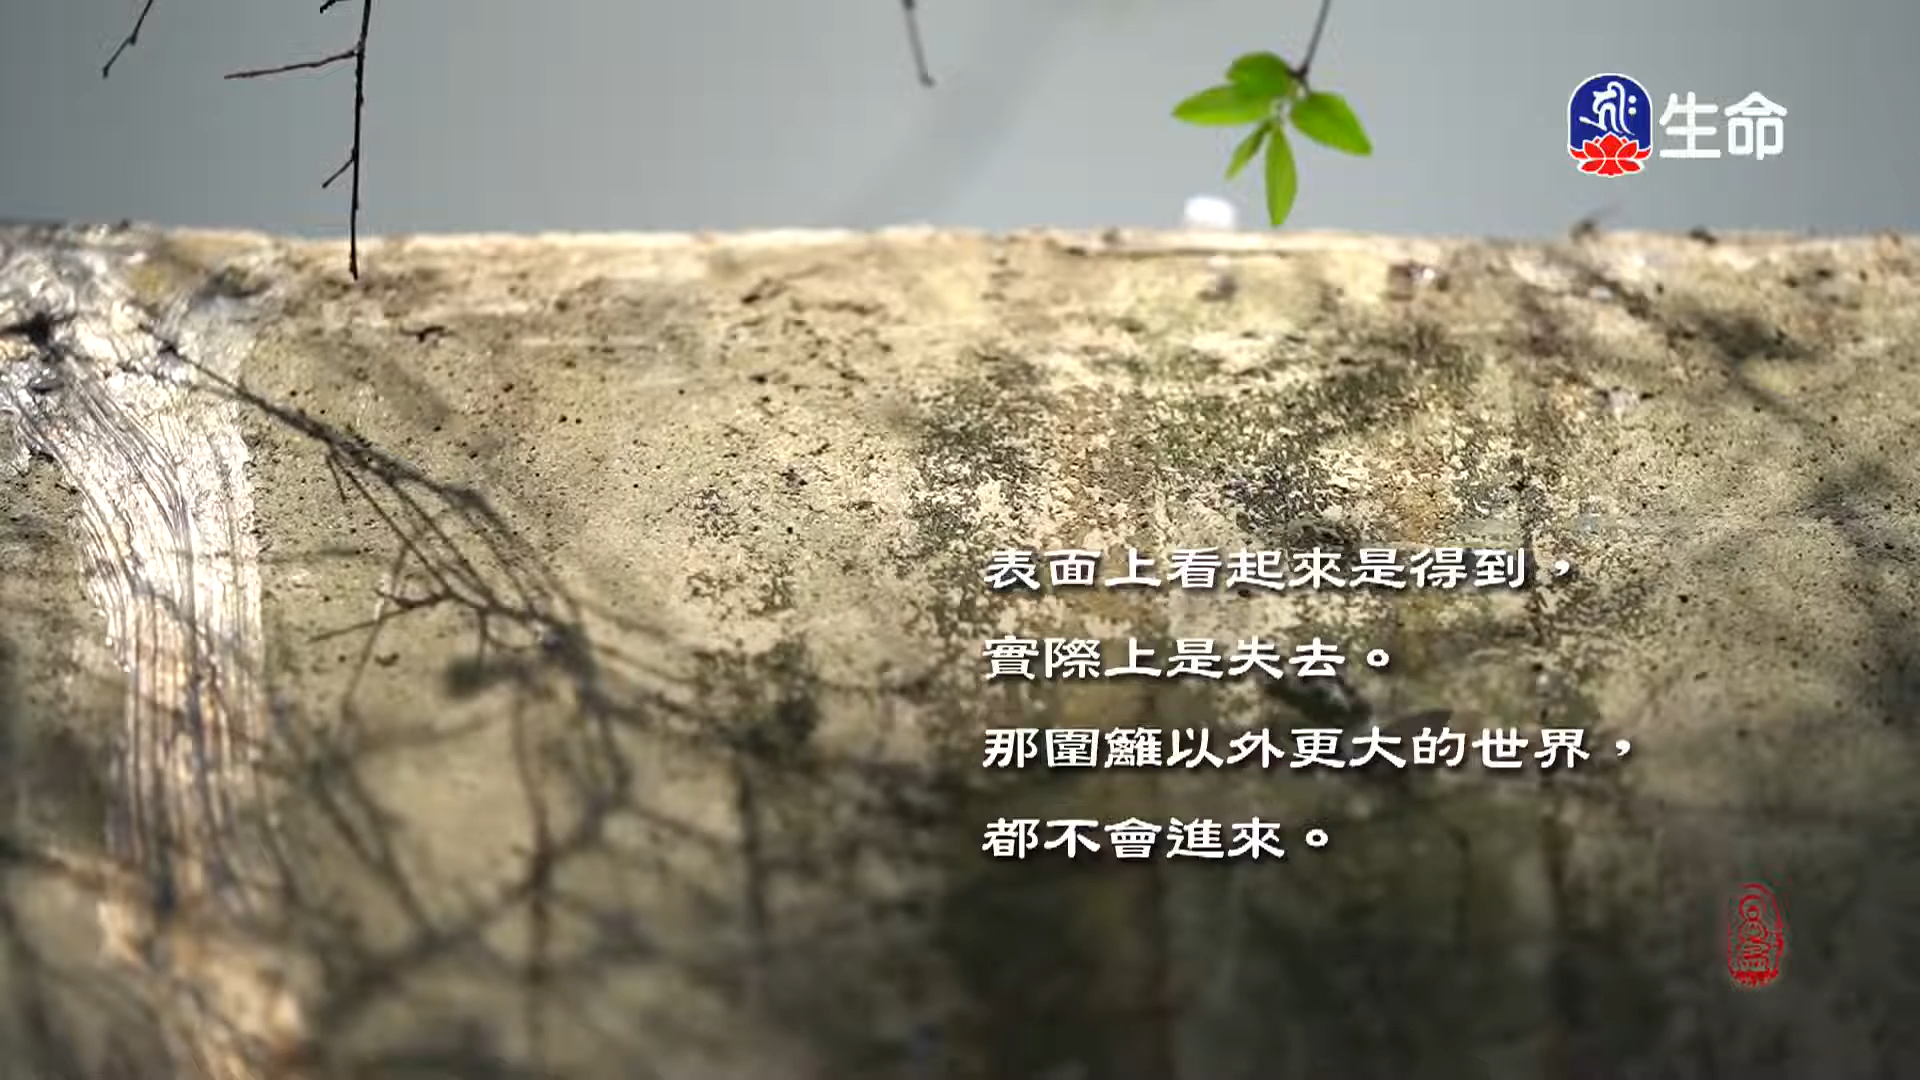 生命
表面上看起來是得到，
實際上是失去。
那圍籬以外更大的世界，
都不會進來。